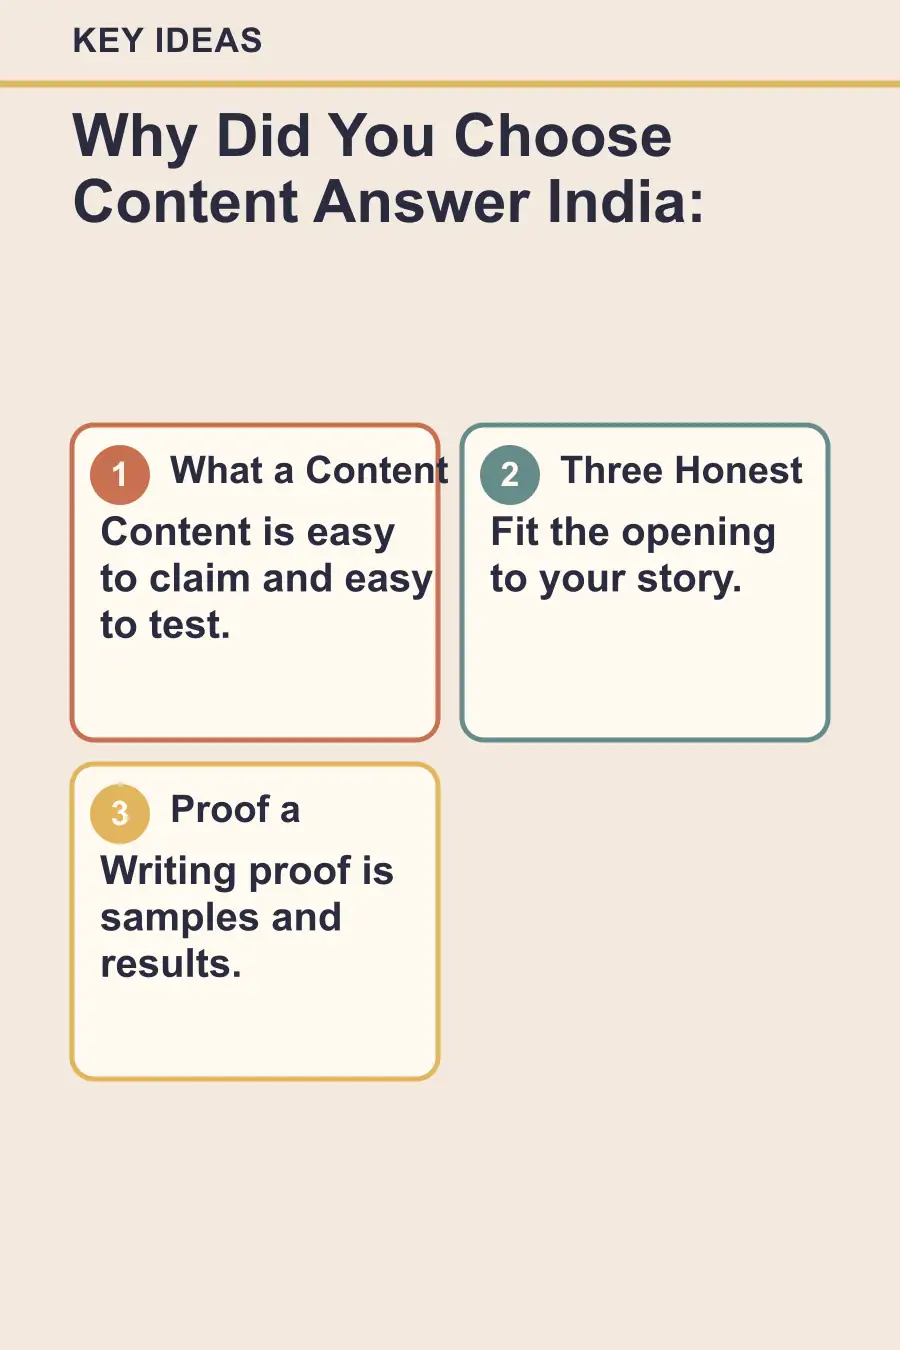 KEY IDEAS
Why Did You Choose
Content Answer India:
1 What a Content
Content is easy
to claim and easy
to test.
2 Three Honest
Fit the opening
to your story.
3 Proof a
Writing proof is
samples and
results.